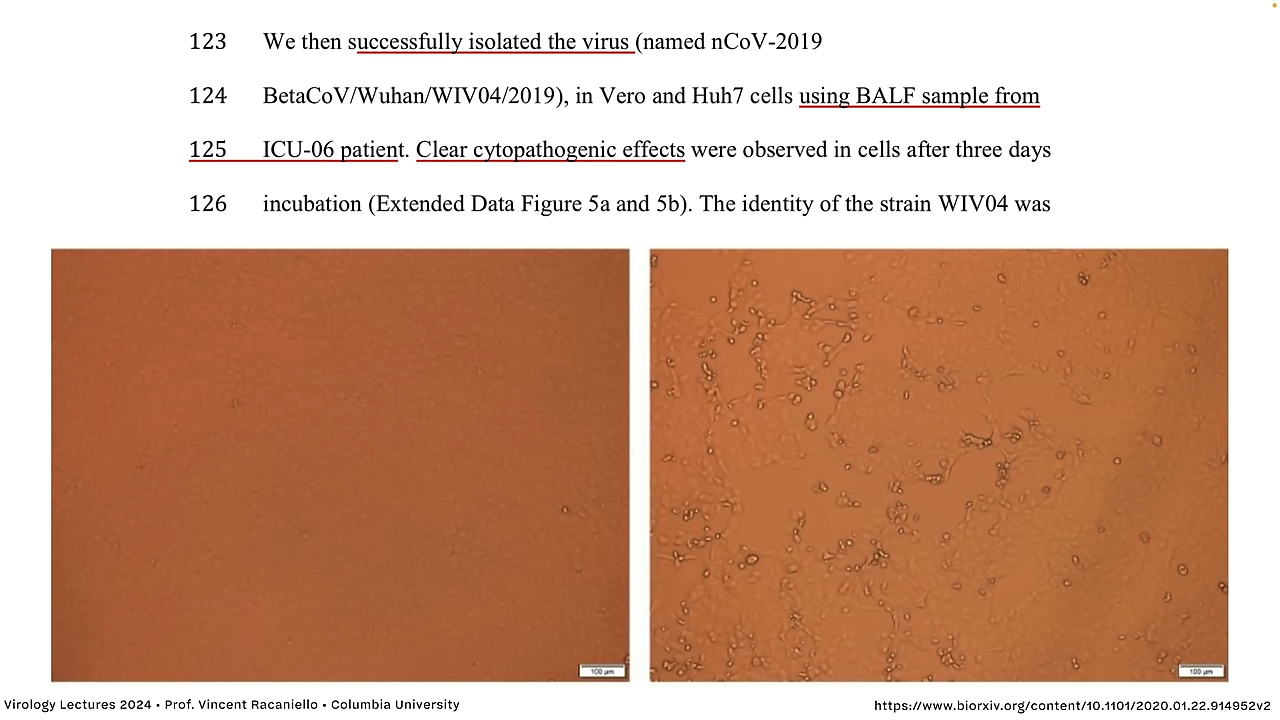 123 We then successfully isolated the virus (named nCoV-2019
124 BetaCoV/Wuhan/WIV04/2019), in Vero and Huh7 cells using BALF sample from
125 ICU-06 patient. Clear cytopathogenic effects were observed in cells after three days
126 incubation (Extended Data Figure 5a and 5b). The identity of the strain WIV04 was
100 µm
100 µm
Virology Lectures 2024 • Prof. Vincent Racaniello • Columbia University
https://www.biorxiv.org/content/10.1101/2020.01.22.914952v2